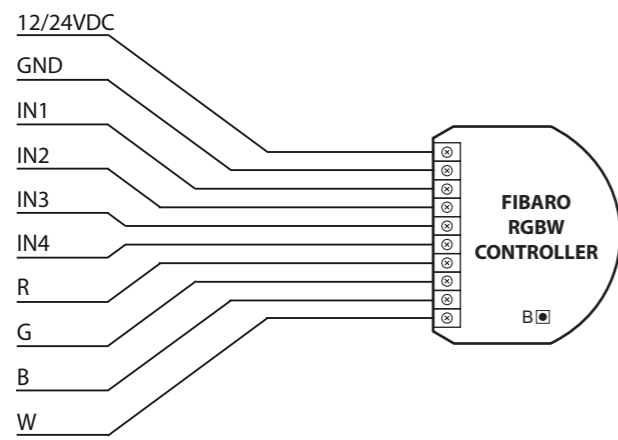 12/24VDC
GND
IN1
IN2
IN3
IN4
R
G
B
W
FIBARO
RGBW
CONTROLLER
B